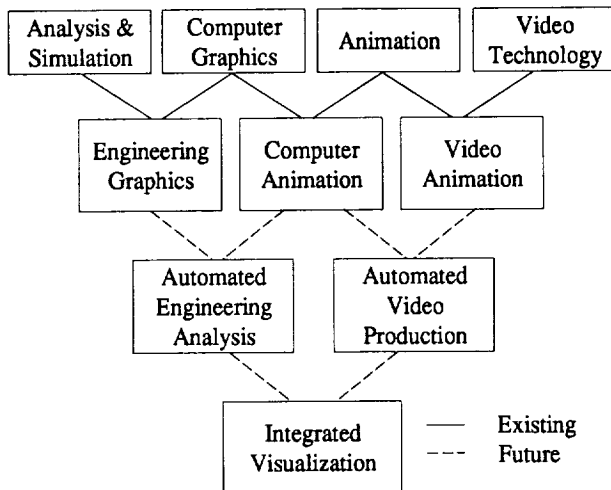 Analysis &
Simulation
Computer
Graphics
Animation
Video
Technology
Engineering
Graphics
Computer
Animation
Video
Animation
Automated
Engineering
Analysis
Automated
Video
Production
Integrated
Visualization
Existing
Future